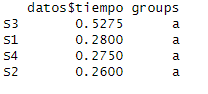 datos$tiempo groups
S3 0.5275 a
S1 0.2800 a
S4 0.2750 a
S2 0.2600 a